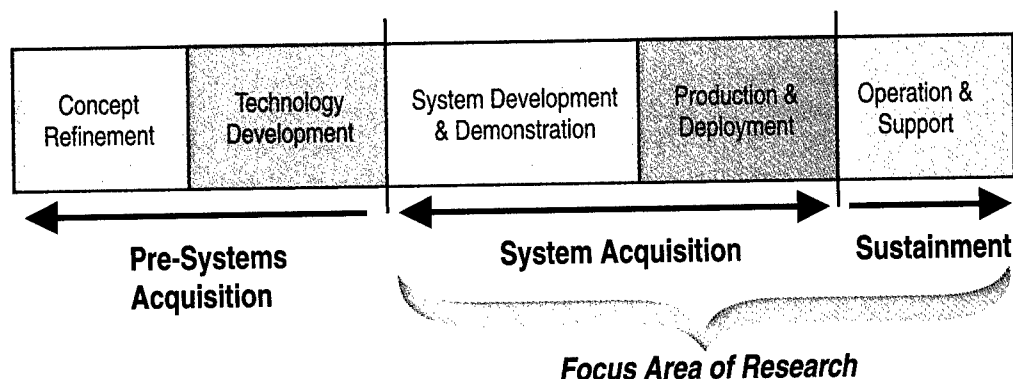 Concept
Refinement
Technology
Development
System Development
& Demonstration
Production &
Deployment
Operation &
Support
Pre-Systems
Acquisition
System Acquisition
Sustainment
Focus Area of Research